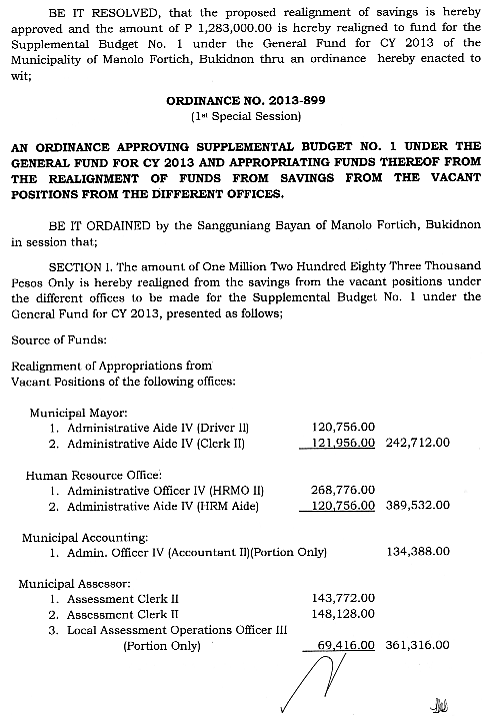 BE IT RESOLVED, that the proposed realignment of savings is hereby
approved and the amount of P 1,283,000.00 is hereby realigned to fund for the
Supplemental Budget No. 1 under the General Fund for CY 2013 of the
Municipality of Manolo Fortich, Bukidnon thru an ordinance hereby enacted to
wit;
ORDINANCE NO. 2013-899
(1st Special Session)
AN ORDINANCE APPROVING SUPPLEMENTAL BUDGET NO. 1 UNDER THE
GENERAL FUND FOR CY 2013 AND APPROPRIATING FUNDS THEREOF FROM
THE REALIGNMENT OF FUNDS FROM SAVINGS FROM THE VACANT
POSITIONS FROM THE DIFFERENT OFFICES.
BE IT ORDAINED by the Sangguniang Bayan of Manolo Fortich, Bukidnon
in session that;
SECTION 1. The amount of One Million Two Hundred Eighty Three Thousand
Pesos Only is hereby realigned from the savings from the vacant positions under
the different offices to be made for the Supplemental Budget No. 1 under the
General Fund for CY 2013, presented as follows;
Source of Funds:
Realignment of Appropriations from
Vacant Positions of the following offices:
Municipal Mayor:
1. Administrative Aide IV (Driver II) 120,756.00
2. Administrative Aide IV (Clerk II) 121,956.00 242,712.00
Human Resource Office:
1. Administrative Officer IV (HRMO II) 268,776.00
2. Administrative Aide IV (HRM Aide) 120,756.00 389,532.00
Municipal Accounting:
1. Admin. Officer IV (Accountant II)(Portion Only) 134,388.00
Municipal Assessor:
1. Assessment Clerk II 143,772.00
2. Assessment Clerk II 148,128.00
3. Local Assessment Operations Officer III
(Portion Only) 69,416.00 361,316.00